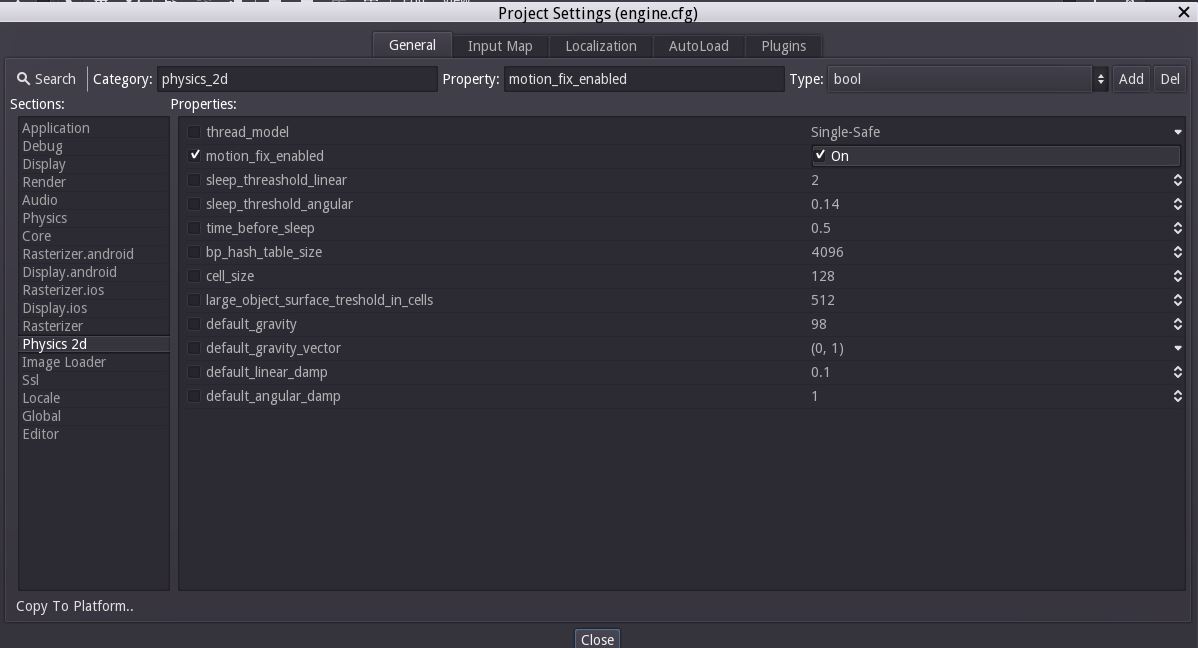 Project Settings (engine.cfg)
General Input Map Localization AutoLoad Plugins
Search Category: physics_2d Property: motion_fix_enabled Type: bool Add Del
Sections: Properties:
Application
Debug
Display
Render
Audio
Physics
Core
Rasterizer.android
Display.android
Rasterizer.ios
Display.ios
Rasterizer
Physics 2d
Image Loader
Ssl
Locale
Global
Editor
thread_model Single-Safe
motion_fix_enabled On
sleep_threashold_linear 2
sleep_threshold_angular 0.14
time_before_sleep 0.5
bp_hash_table_size 4096
cell_size 128
large_object_surface_treshold_in_cells 512
default_gravity 98
default_gravity_vector (0, 1)
default_linear_damp 0.1
default_angular_damp 1
Copy To Platform..
Close